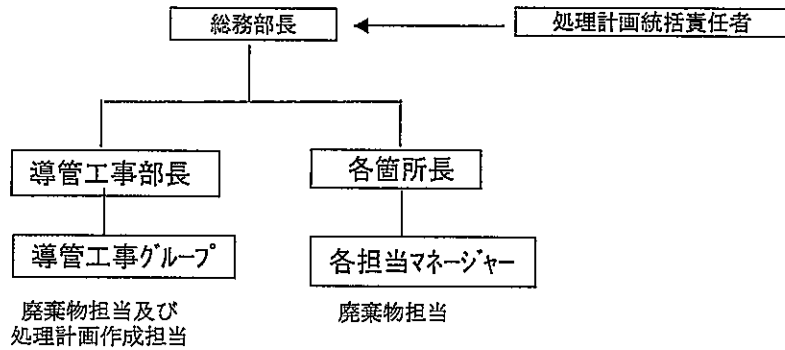 総務部長
処理計画統括責任者
導管工事部長
各箇所長
導管工事グループ
各担当マネージャー
廃棄物担当及び
処理計画作成担当
廃棄物担当